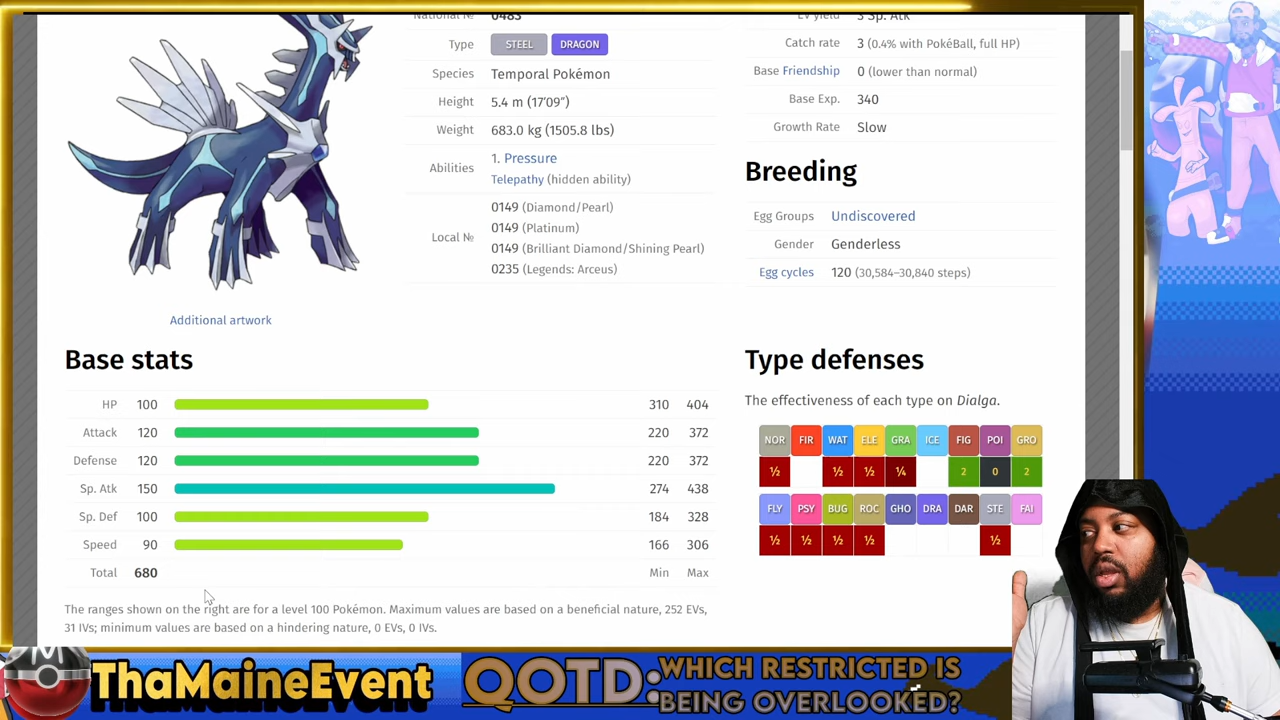 National № 0483
Type STEEL DRAGON
Species Temporal Pokémon
Height 5.4 m (17′09″)
Weight 683.0 kg (1505.8 lbs)
Abilities 1. Pressure
Telepathy (hidden ability)
Local № 0149 (Diamond/Pearl)
0149 (Platinum)
0149 (Brilliant Diamond/Shining Pearl)
0235 (Legends: Arceus)
Additional artwork
EV yield 3 Sp. Atk
Catch rate 3 (0.4% with PokéBall, full HP)
Base Friendship 0 (lower than normal)
Base Exp. 340
Growth Rate Slow
Breeding
Egg Groups Undiscovered
Gender Genderless
Egg cycles 120 (30,584–30,840 steps)
Base stats
HP 100 310 404
Attack 120 220 372
Defense 120 220 372
Sp. Atk 150 274 438
Sp. Def 100 184 328
Speed 90 166 306
Total 680 Min Max
The ranges shown on the right are for a level 100 Pokémon. Maximum values are based on a beneficial nature, 252 EVs,
31 IVs; minimum values are based on a hindering nature, 0 EVs, 0 IVs.
Type defenses
The effectiveness of each type on Dialga.
NOR FIR WAT ELE GRA ICE FIG POI GRO
½ ½ ½ ¼ 2 0 2
FLY PSY BUG ROC GHO DRA DAR STE FAI
½ ½ ½ ½ ½
M
ThaMaineEvent
QOTD: WHICH RESTRICTED IS
BEING OVERLOOKED?